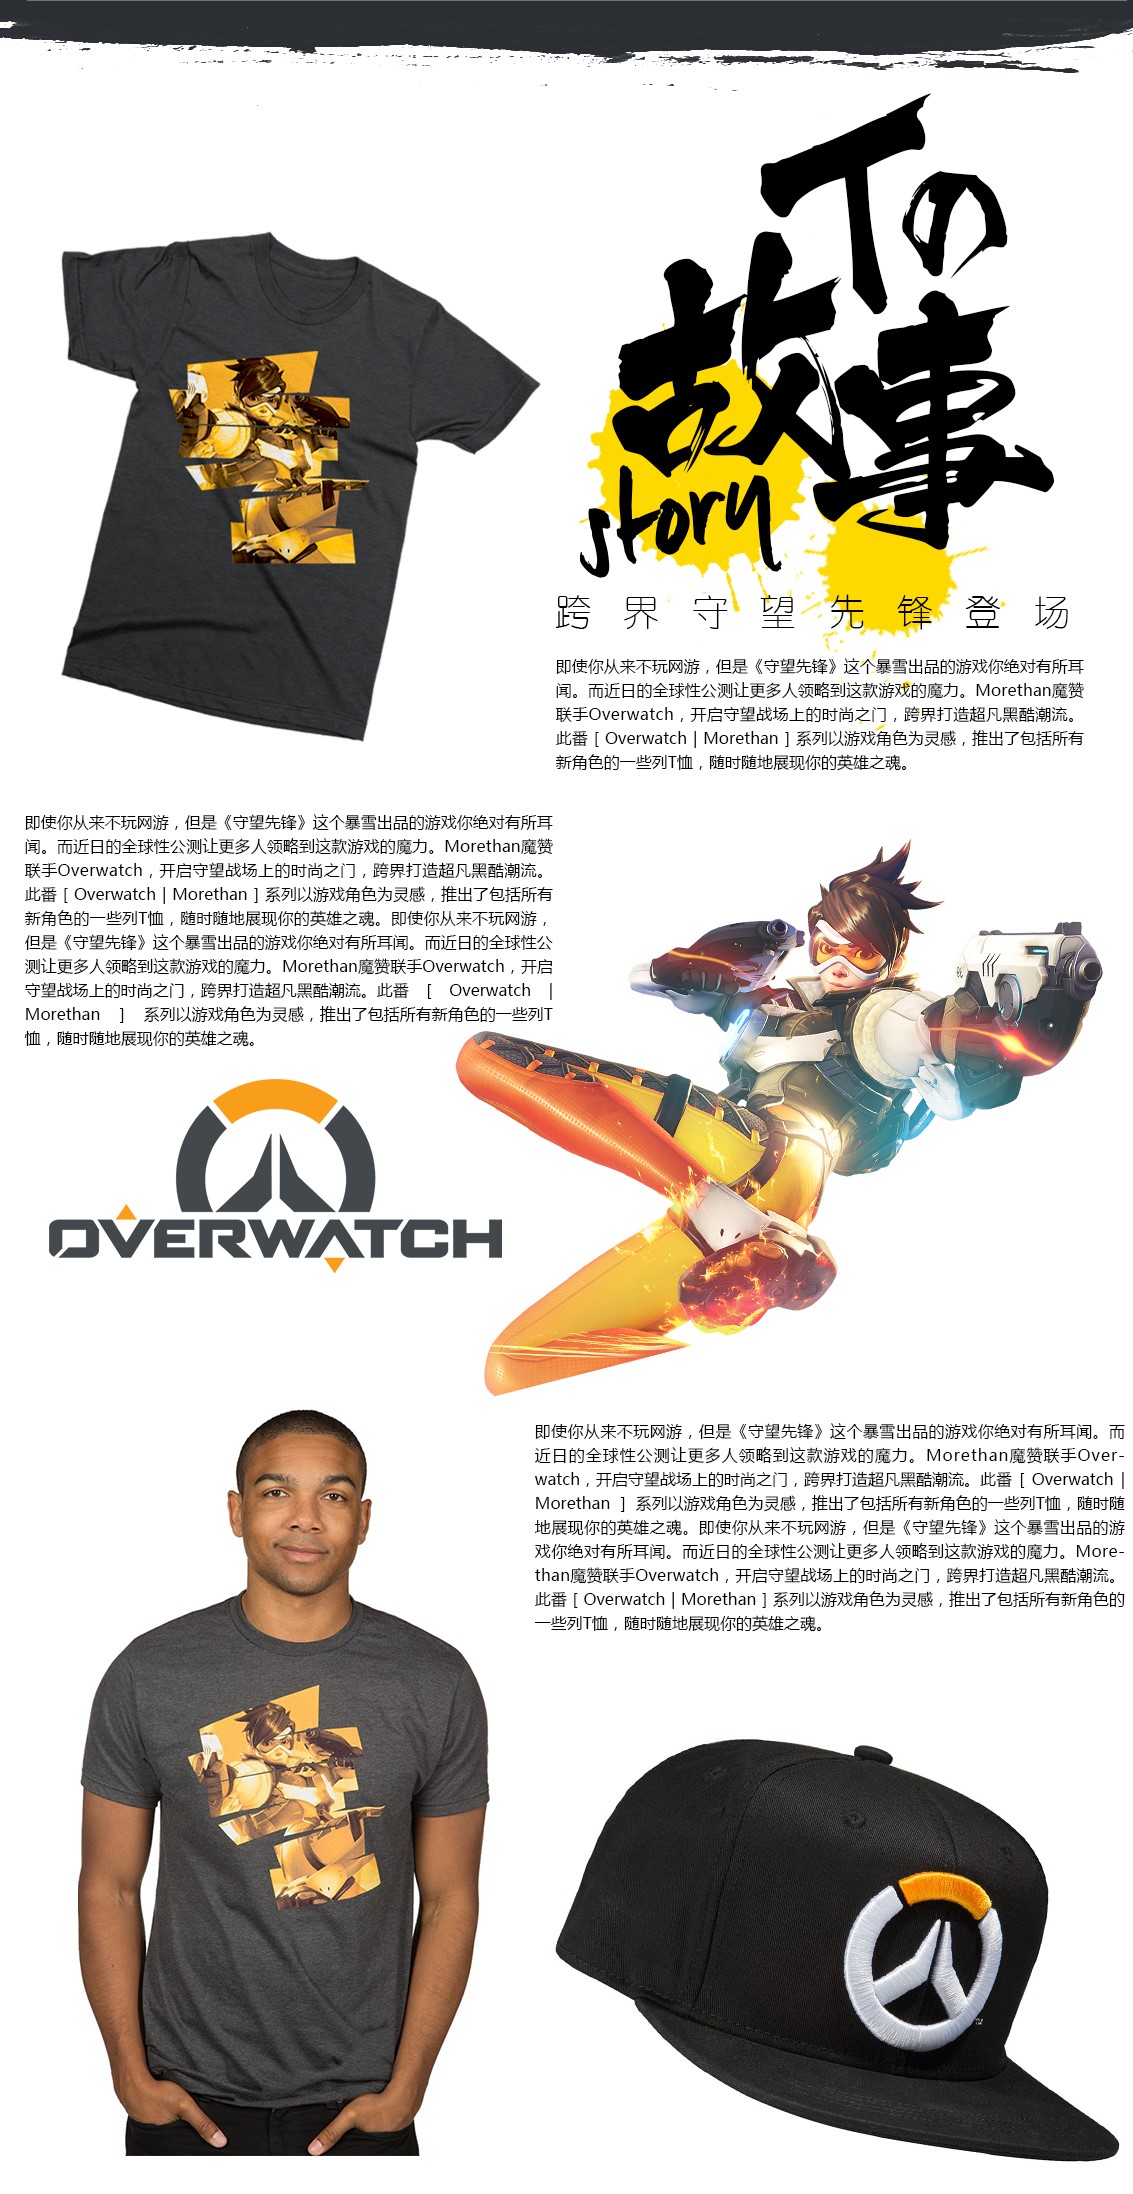 Tの
故事
story
跨界守望先锋登场
即使你从来不玩网游，但是《守望先锋》这个暴雪出品的游戏你绝对有所耳
闻。而近日的全球性公测让更多人领略到这款游戏的魔力。Morethan魔赞
联手Overwatch，开启守望战场上的时尚之门，跨界打造超凡黑酷潮流。
此番 [ Overwatch | Morethan ] 系列以游戏角色为灵感，推出了包括所有
新角色的一些列T恤，随时随地展现你的英雄之魂。
即使你从来不玩网游，但是《守望先锋》这个暴雪出品的游戏你绝对有所耳
闻。而近日的全球性公测让更多人领略到这款游戏的魔力。Morethan魔赞
联手Overwatch，开启守望战场上的时尚之门，跨界打造超凡黑酷潮流。
此番 [ Overwatch | Morethan ] 系列以游戏角色为灵感，推出了包括所有
新角色的一些列T恤，随时随地展现你的英雄之魂。即使你从来不玩网游，
但是《守望先锋》这个暴雪出品的游戏你绝对有所耳闻。而近日的全球性公
测让更多人领略到这款游戏的魔力。Morethan魔赞联手Overwatch，开启
守望战场上的时尚之门，跨界打造超凡黑酷潮流。此番 [ Overwatch |
Morethan ] 系列以游戏角色为灵感，推出了包括所有新角色的一些列T
恤，随时随地展现你的英雄之魂。
OVERWATCH
即使你从来不玩网游，但是《守望先锋》这个暴雪出品的游戏你绝对有所耳闻。而
近日的全球性公测让更多人领略到这款游戏的魔力。Morethan魔赞联手Over-
watch，开启守望战场上的时尚之门，跨界打造超凡黑酷潮流。此番 [ Overwatch |
Morethan ] 系列以游戏角色为灵感，推出了包括所有新角色的一些列T恤，随时随
地展现你的英雄之魂。即使你从来不玩网游，但是《守望先锋》这个暴雪出品的游
戏你绝对有所耳闻。而近日的全球性公测让更多人领略到这款游戏的魔力。More-
than魔赞联手Overwatch，开启守望战场上的时尚之门，跨界打造超凡黑酷潮流。
此番 [ Overwatch | Morethan ] 系列以游戏角色为灵感，推出了包括所有新角色的
一些列T恤，随时随地展现你的英雄之魂。
TM